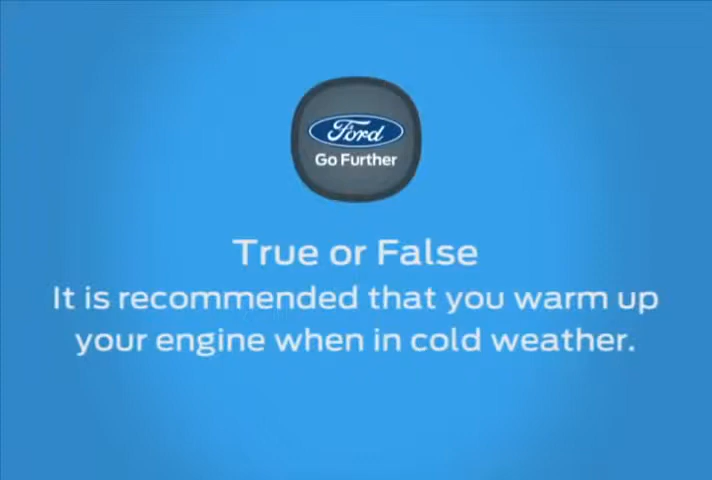 Ford
Go Further
True or False
It is recommended that you warm up
your engine when in cold weather.